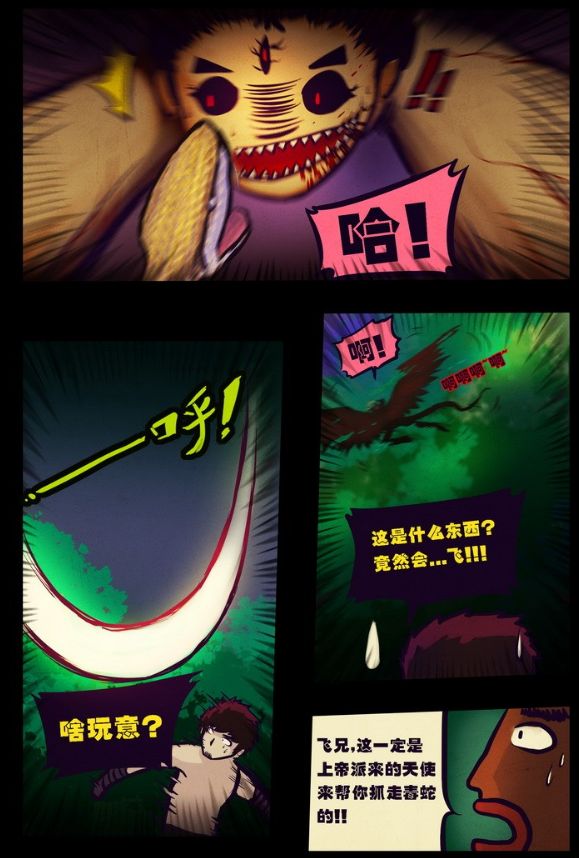 !!
哈!
呼!
啥玩意?
啊!
啊啊啊~啊~
这是什么东西?
竟然会...飞!!!
飞兄,这一定是
上帝派来的天使
来帮你抓走毒蛇
的!!